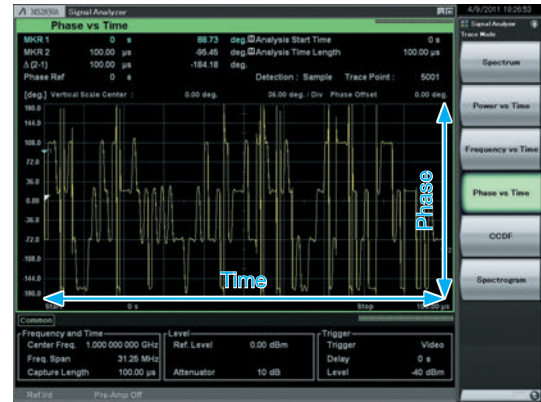 MS2830A Signal Analyzer
4/9/2011 10:26:53
Phase vs Time
MKR 1 0 s 88.73 deg. Analysis Start Time 0 s
MKR 2 100.00 µs -95.45 deg. Analysis Time Length 100.00 µs
Δ (2-1) 100.00 µs -184.18 deg.
Phase Ref 0 s Detection : Sample Trace Point : 5001
[deg.] Vertical Scale Center : 0.00 deg. 36.00 deg. / Div Phase Offset 0.00 deg.
180.0
144.0
108.0
72.0
36.0
0.00
-36.0
-72.0
-108.0
-144.0
-180.0
Phase
Time
Start 0 s Stop 100.00 µs
Common
Frequency and Time
Center Freq. 1.000 000 000 GHz
Freq. Span 31.25 MHz
Capture Length 100.00 µs
Level
Ref. Level 0.00 dBm
Attenuator 10 dB
Trigger
Trigger Video
Delay 0 s
Level -40 dBm
Ref.Int Pre-Amp Off
Signal Analyzer
Trace Mode
Spectrum
Power vs Time
Frequency vs Time
Phase vs Time
CCDF
Spectrogram